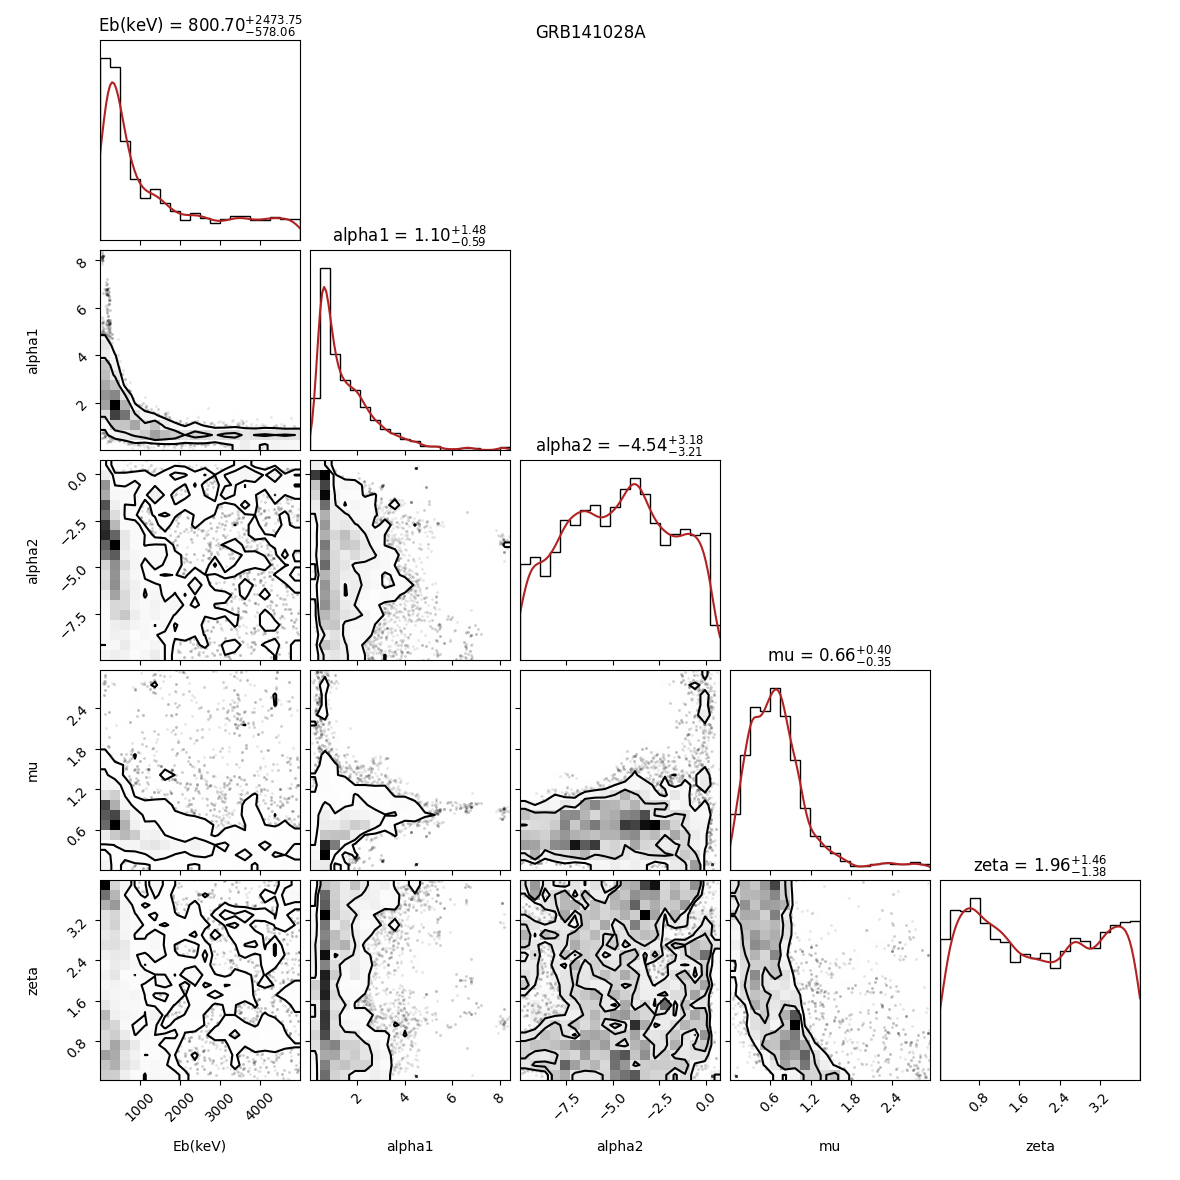 Eb(keV) = 800.70+2473.75−578.06
GRB141028A
alpha1 = 1.10+1.48−0.59
8
6
4
2
alpha1
alpha2 = −4.54+3.18−3.21
0.0
−2.5
−5.0
−7.5
alpha2
mu = 0.66+0.40−0.35
2.4
1.8
1.2
0.6
mu
zeta = 1.96+1.46−1.38
3.2
2.4
1.6
0.8
zeta
1000 2000 3000 4000
2 4 6 8
−7.5 −5.0 −2.5 0.0
0.6 1.2 1.8 2.4
0.8 1.6 2.4 3.2
Eb(keV) alpha1 alpha2 mu zeta